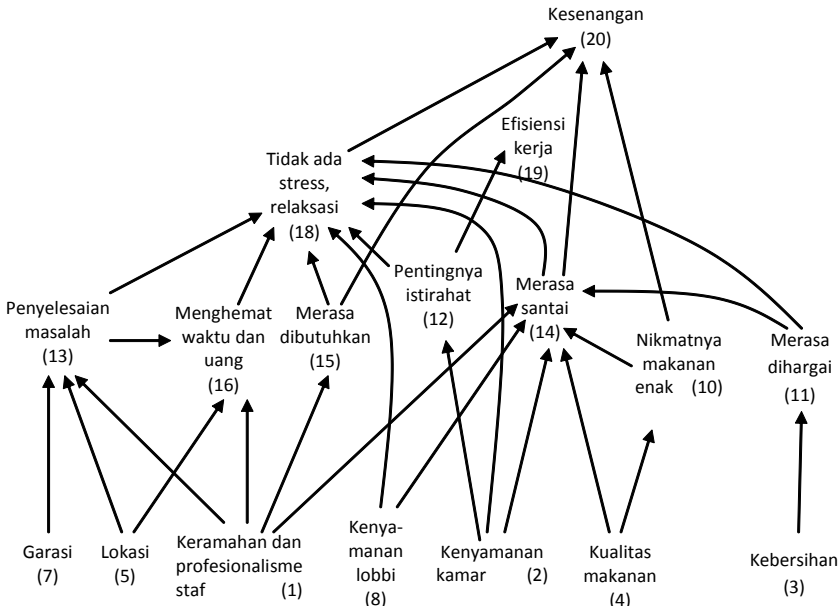 Kesenangan
(20)
Efisiensi
kerja
(19)
Tidak ada
stress,
relaksasi
(18)
Pentingnya
istirahat
(12)
Merasa
santai
(14)
Penyelesaian
masalah
(13)
Menghemat
waktu dan
uang
(16)
Merasa
dibutuhkan
(15)
Nikmatnya
makanan
enak (10)
Merasa
dihargai
(11)
Garasi
(7)
Lokasi
(5)
Keramahan dan
profesionalisme
staf (1)
Kenya-
manan
lobbi
(8)
Kenyamanan
kamar (2)
Kualitas
makanan
(4)
Kebersihan
(3)